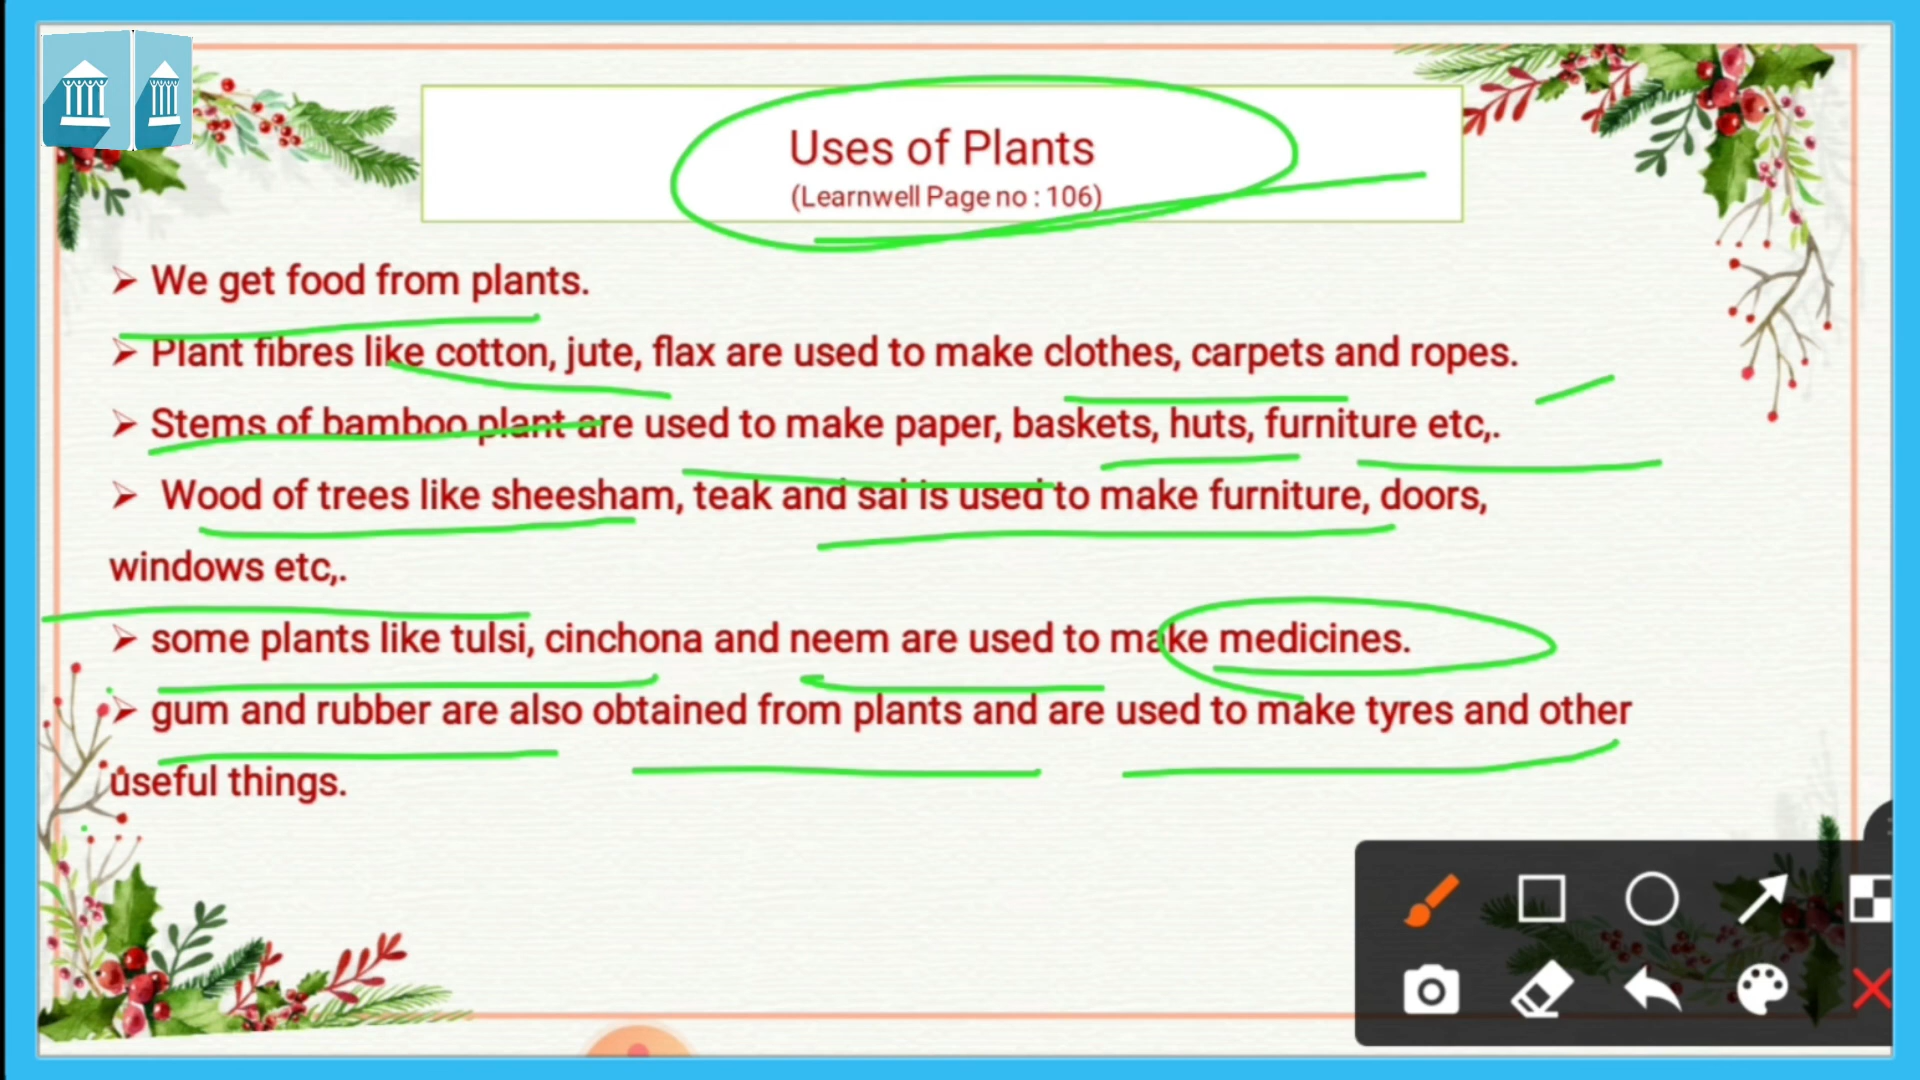 Uses of Plants
(Learnwell Page no : 106)
➢ We get food from plants.
➢ Plant fibres like cotton, jute, flax are used to make clothes, carpets and ropes.
➢ Stems of bamboo plant are used to make paper, baskets, huts, furniture etc,.
➢ Wood of trees like sheesham, teak and sal is used to make furniture, doors,
windows etc,.
➢ some plants like tulsi, cinchona and neem are used to make medicines.
➢ gum and rubber are also obtained from plants and are used to make tyres and other
useful things.